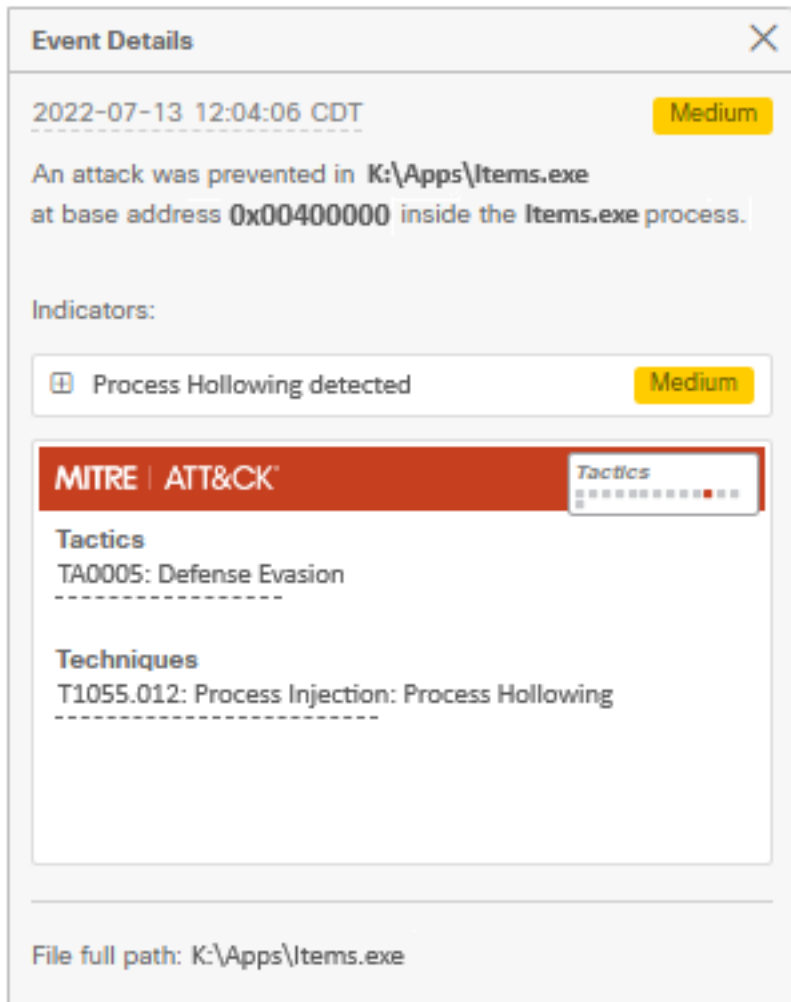 Event Details
2022-07-13 12:04:06 CDT
Medium
An attack was prevented in K:\Apps\Items.exe
at base address 0x00400000 inside the Items.exe process.
Indicators:
Process Hollowing detected
Medium
MITRE | ATT&CK™
Tactics
Tactics
TA0005: Defense Evasion
Techniques
T1055.012: Process Injection: Process Hollowing
File full path: K:\Apps\Items.exe